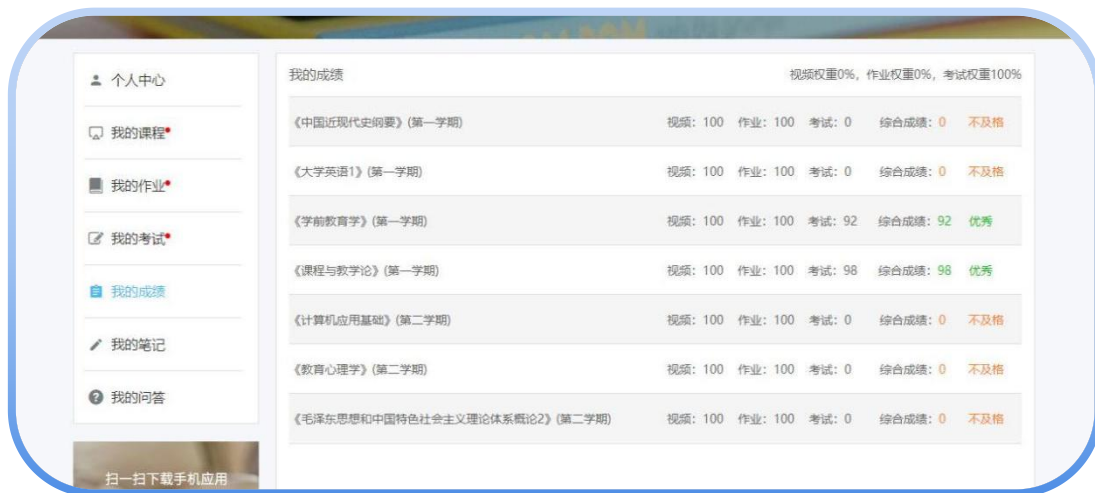 个人中心
我的课程
我的作业
我的考试
我的成绩
我的笔记
我的问答
扫一扫下载手机应用
我的成绩 视频权重0%，作业权重0%，考试权重100%
《中国近现代史纲要》(第一学期) 视频：100 作业：100 考试：0 综合成绩：0 不及格
《大学英语1》(第一学期) 视频：100 作业：100 考试：0 综合成绩：0 不及格
《学前教育学》(第一学期) 视频：100 作业：100 考试：92 综合成绩：92 优秀
《课程与教学论》(第一学期) 视频：100 作业：100 考试：98 综合成绩：98 优秀
《计算机应用基础》(第二学期) 视频：100 作业：100 考试：0 综合成绩：0 不及格
《教育心理学》(第二学期) 视频：100 作业：100 考试：0 综合成绩：0 不及格
《毛泽东思想和中国特色社会主义理论体系概论2》(第二学期) 视频：100 作业：100 考试：0 综合成绩：0 不及格